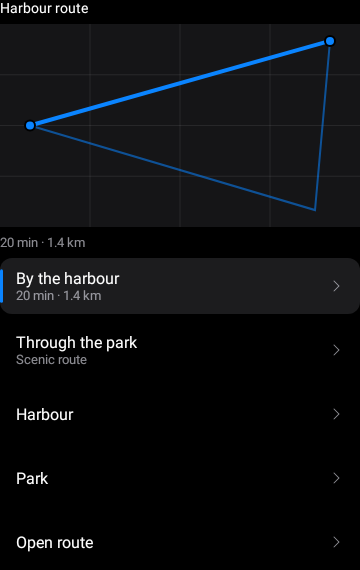 Harbour route
20 min · 1.4 km
By the harbour
20 min · 1.4 km
Through the park
Scenic route
Harbour
Park
Open route